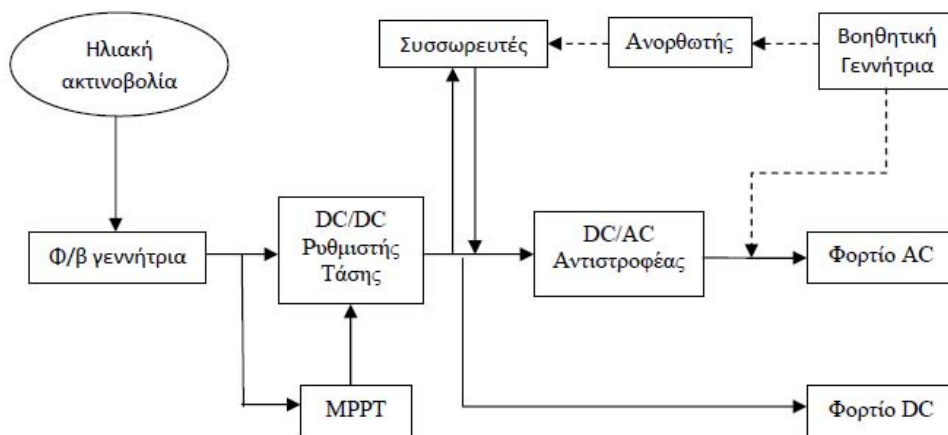 Ηλιακή
ακτινοβολία
Συσσωρευτές
Ανορθωτής
Βοηθητική
Γεννήτρια
Φ/β γεννήτρια
DC/DC
Ρυθμιστής
Τάσης
DC/AC
Αντιστροφέας
Φορτίο AC
MPPT
Φορτίο DC